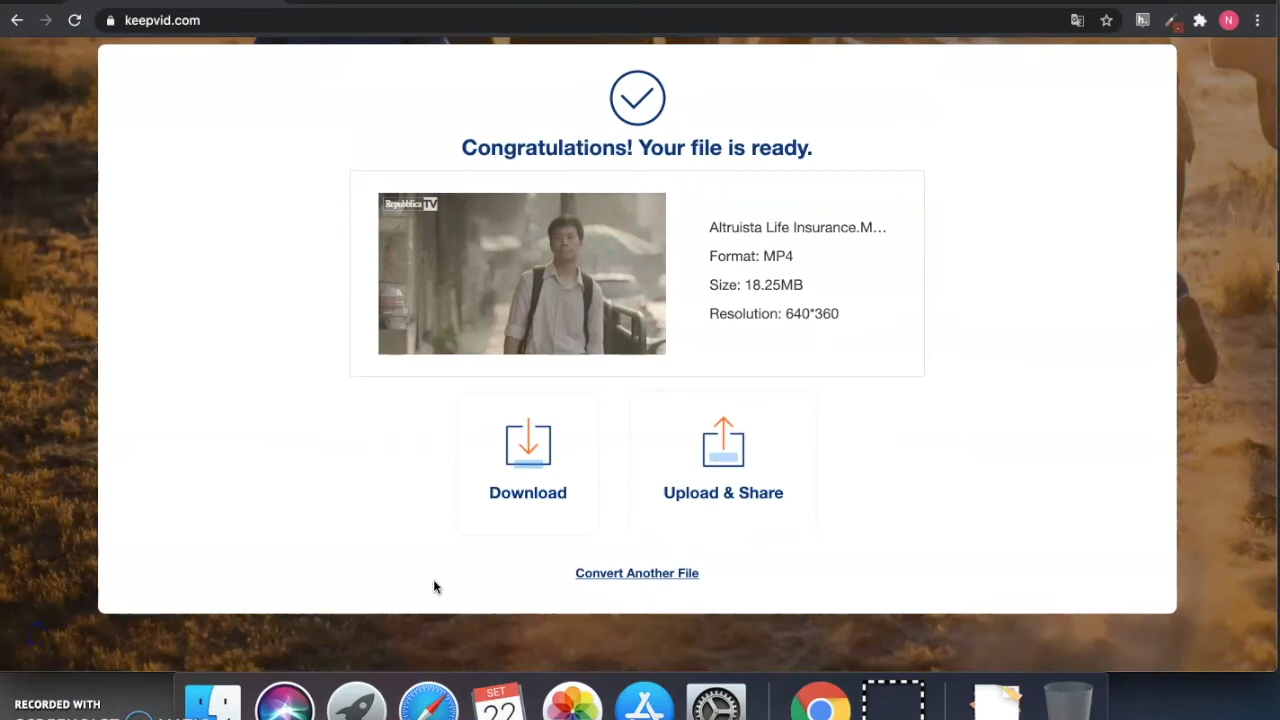 keepvid.com
N
Congratulations! Your file is ready.
Repubblica TV
Altruista Life Insurance.M...
Format: MP4
Size: 18.25MB
Resolution: 640*360
Download
Upload & Share
Convert Another File
SET
22
RECORDED WITH